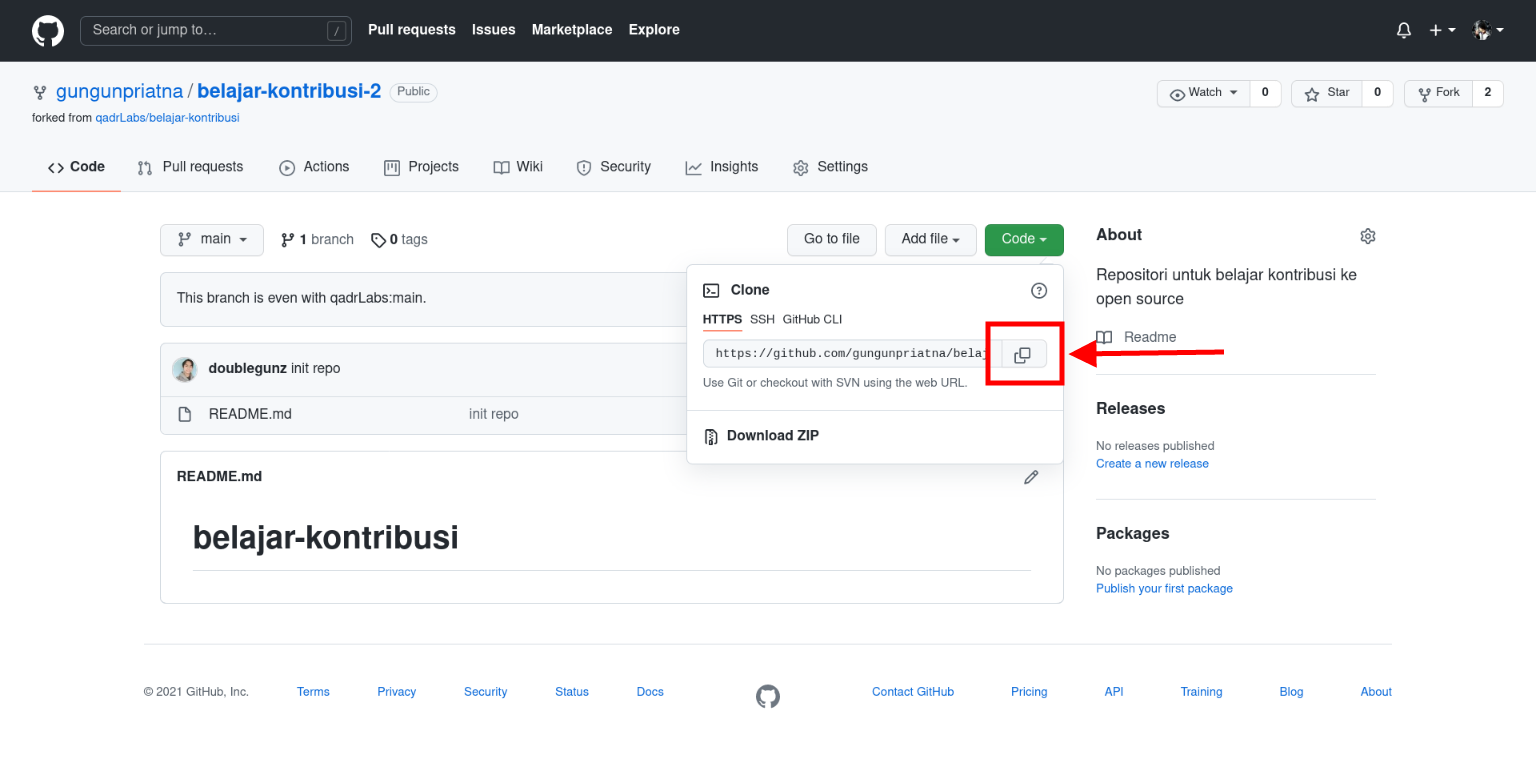 Search or jump to… /
Pull requests Issues Marketplace Explore
gungunpriatna / belajar-kontribusi-2 Public
Watch 0 Star 0 Fork 2
forked from qadrLabs/belajar-kontribusi
Code Pull requests Actions Projects Wiki Security Insights Settings
main 1 branch 0 tags
Go to file Add file Code
This branch is even with qadrLabs:main.
doublegunz init repo
README.md init repo
Clone
HTTPS SSH GitHub CLI
https://github.com/gungunpriatna/belaj
Use Git or checkout with SVN using the web URL.
Download ZIP
README.md
belajar-kontribusi
About
Repositori untuk belajar kontribusi ke
open source
Readme
Releases
No releases published
Create a new release
Packages
No packages published
Publish your first package
© 2021 GitHub, Inc. Terms Privacy Security Status Docs Contact GitHub Pricing API Training Blog About